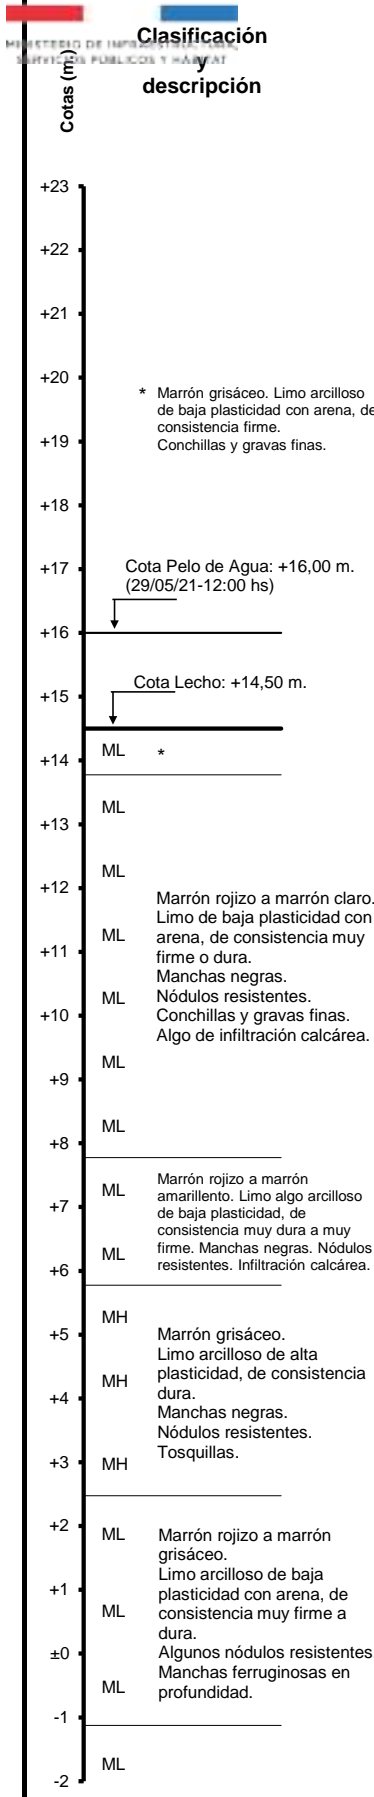 MINISTERIO DE INFRAESTRUCTURA,
SERVICIOS PÚBLICOS Y HÁBITAT
Clasificación
y
descripción
Cotas (m)
+23
+22
+21
+20
* Marrón grisáceo. Limo arcilloso
de baja plasticidad con arena, de
consistencia firme.
Conchillas y gravas finas.
+19
+18
+17
Cota Pelo de Agua: +16,00 m.
(29/05/21-12:00 hs)
+16
+15
Cota Lecho: +14,50 m.
ML *
+14
ML
+13
ML
+12
Marrón rojizo a marrón claro.
Limo de baja plasticidad con
ML arena, de consistencia muy
+11 firme o dura.
Manchas negras.
ML Nódulos resistentes.
+10 Conchillas y gravas finas.
Algo de infiltración calcárea.
ML
+9
ML
+8
Marrón rojizo a marrón
ML amarillento. Limo algo arcilloso
+7 de baja plasticidad, de
consistencia muy dura a muy
ML firme. Manchas negras. Nódulos
+6 resistentes. Infiltración calcárea.
MH
+5 Marrón grisáceo.
Limo arcilloso de alta
MH plasticidad, de consistencia
+4 dura.
Manchas negras.
Nódulos resistentes.
+3 MH Tosquillas.
+2
ML Marrón rojizo a marrón
grisáceo.
Limo arcilloso de baja
+1 plasticidad con arena, de
ML consistencia muy firme a
dura.
±0 Algunos nódulos resistentes
Manchas ferruginosas en
ML profundidad.
-1
ML
-2